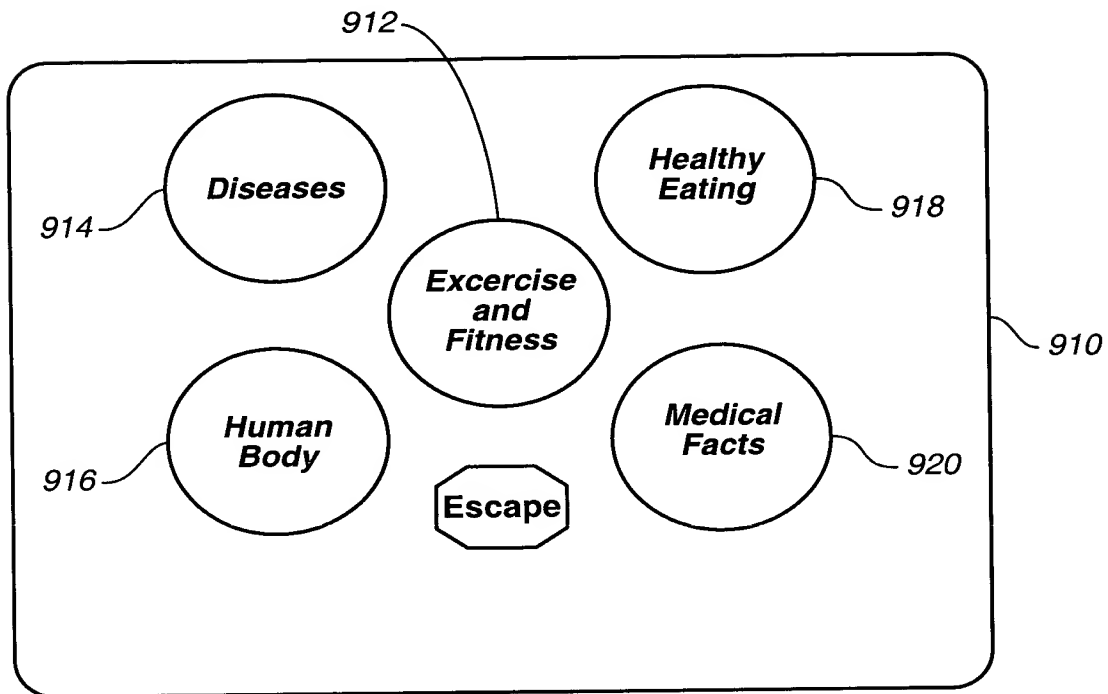 912
Diseases
914
Healthy
Eating
918
Excercise
and
Fitness
910
Human
Body
916
Medical
Facts
920
Escape